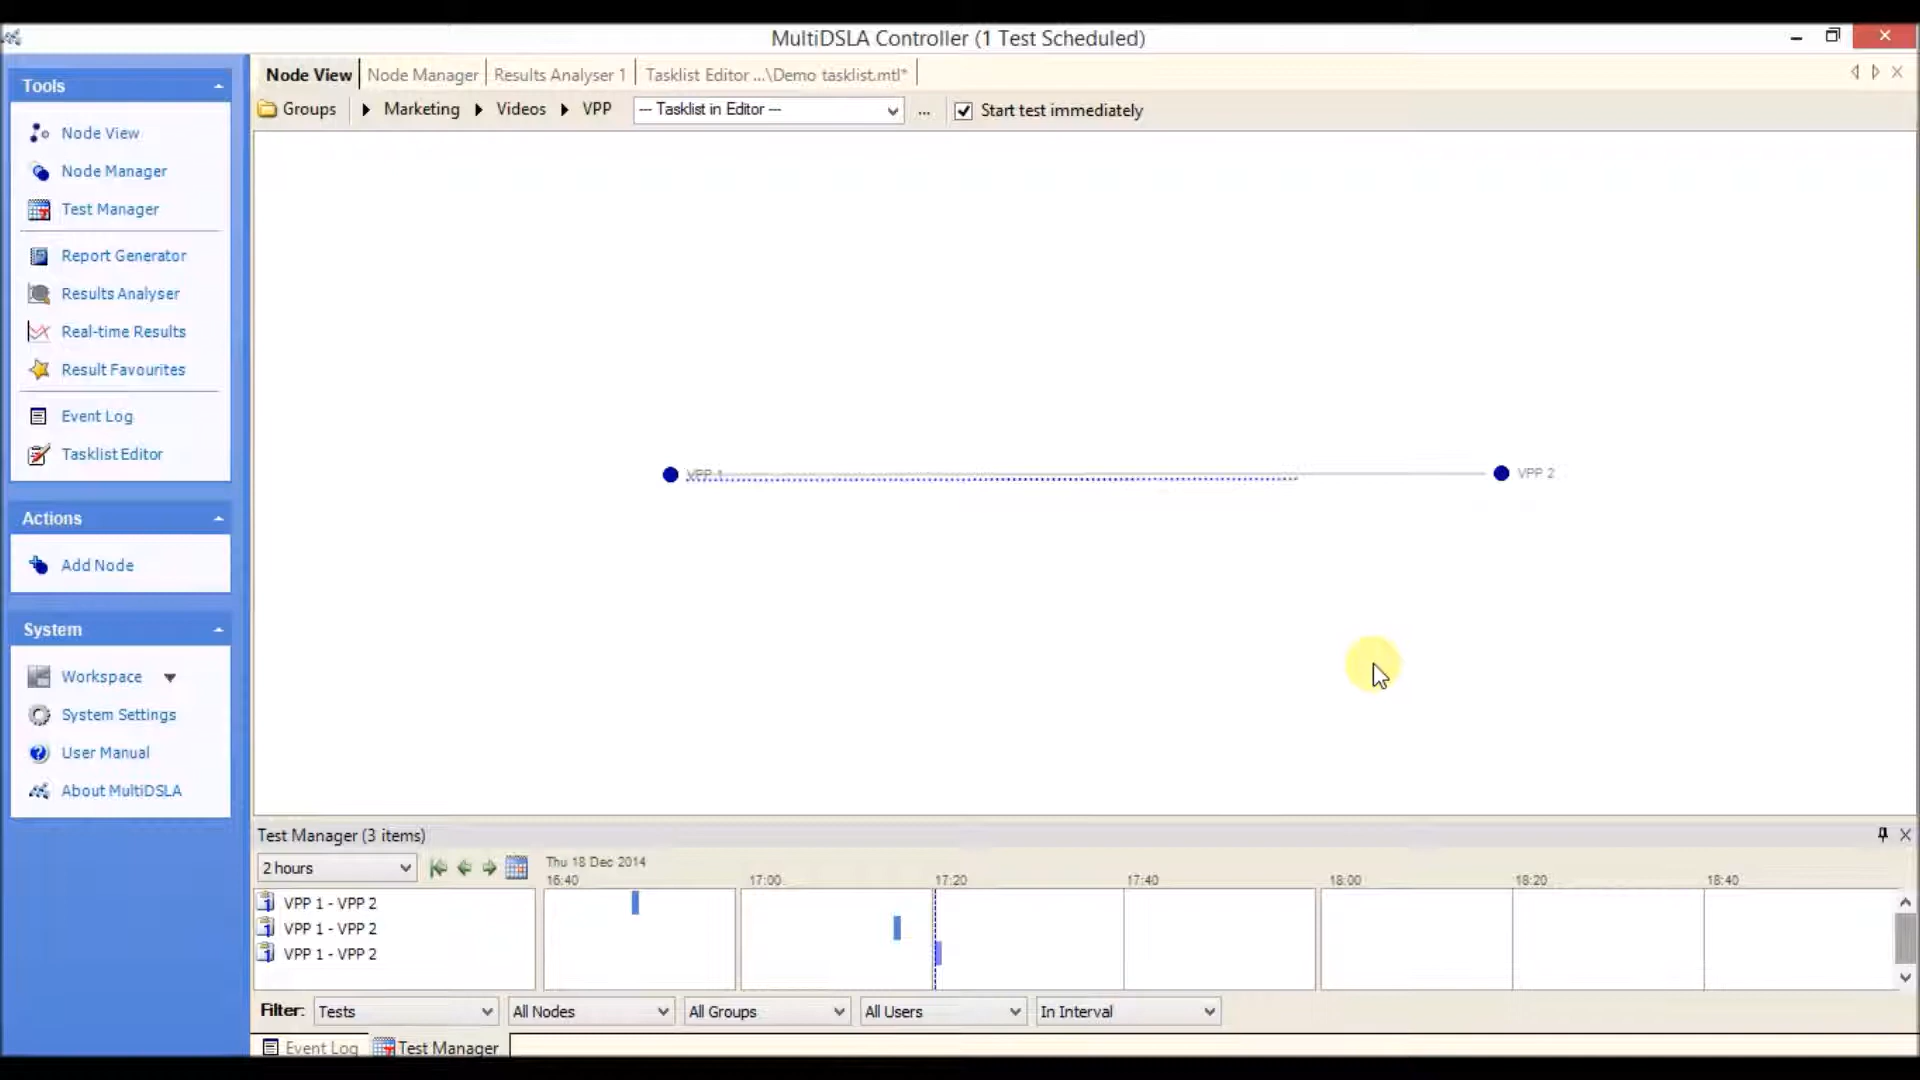 MultiDSLA Controller (1 Test Scheduled)
Tools
Node View
Node Manager
Test Manager
Report Generator
Results Analyser
Real-time Results
Result Favourites
Event Log
Tasklist Editor
Actions
Add Node
System
Workspace
System Settings
User Manual
About MultiDSLA
Node View Node Manager Results Analyser 1 Tasklist Editor ...\Demo tasklist.mtl*
Groups Marketing Videos VPP --- Tasklist in Editor --- ... Start test immediately
VPP 1 VPP 2
Test Manager (3 items)
2 hours Thu 18 Dec 2014
16:40 17:00 17:20 17:40 18:00 18:20 18:40
VPP 1 - VPP 2
VPP 1 - VPP 2
VPP 1 - VPP 2
Filter: Tests All Nodes All Groups All Users In Interval
Event Log Test Manager